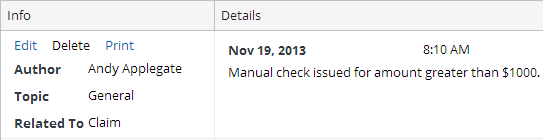 Info Details
Edit Delete Print
Nov 19, 2013 8:10 AM
Author Andy Applegate
Manual check issued for amount greater than $1000.
Topic General
Related To Claim